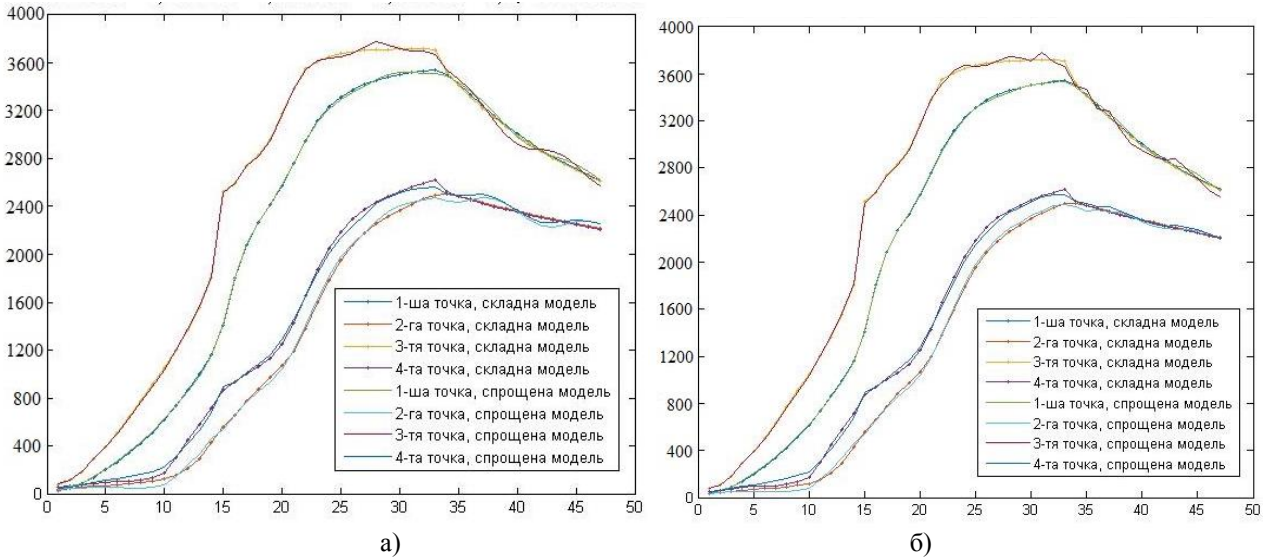 4000
3600
3200
2800
2400
2000
1600
1200
800
400
0
0 5 10 15 20 25 30 35 40 45 50
1-ша точка, складна модель
2-га точка, складна модель
3-тя точка, складна модель
4-та точка, складна модель
1-ша точка, спрощена модель
2-га точка, спрощена модель
3-тя точка, спрощена модель
4-та точка, спрощена модель
а)
4000
3600
3200
2800
2400
2000
1600
1200
800
400
0
0 5 10 15 20 25 30 35 40 45 50
1-ша точка, складна модель
2-га точка, складна модель
3-тя точка, складна модель
4-та точка, складна модель
1-ша точка, спрощена модель
2-га точка, спрощена модель
3-тя точка, спрощена модель
4-та точка, спрощена модель
б)